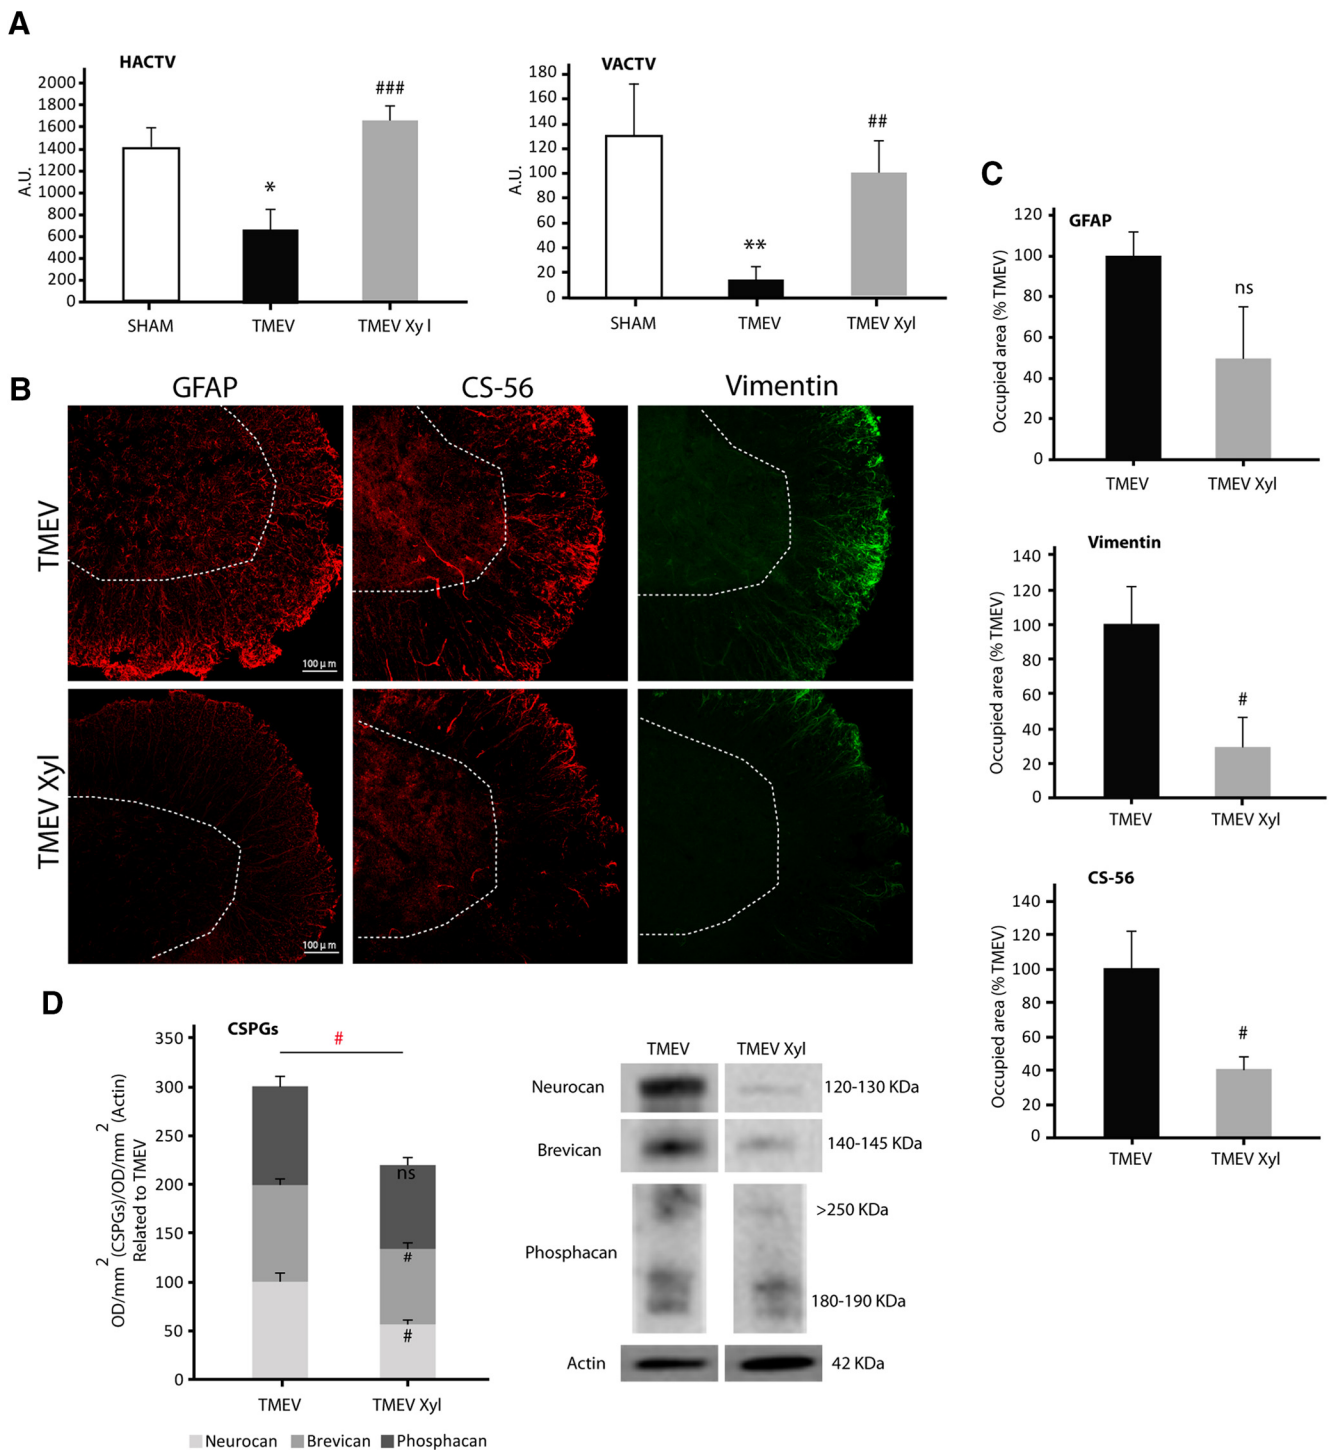 A
HACTV
2000
1800
1600
1400
1200
1000
800
600
400
200
0
A.U.
*
###
SHAM
TMEV
TMEV Xy l
VACTV
180
160
140
120
100
80
60
40
20
0
A.U.
**
##
SHAM
TMEV
TMEV Xyl
B
GFAP
CS-56
Vimentin
TMEV
100 µm
TMEV Xyl
100 µm
C
GFAP
120
100
80
60
40
20
0
Occupied area (% TMEV)
ns
TMEV
TMEV Xyl
Vimentin
140
120
100
80
60
40
20
0
Occupied area (% TMEV)
#
TMEV
TMEV Xyl
CS-56
140
120
100
80
60
40
20
0
Occupied area (% TMEV)
#
TMEV
TMEV Xyl
D
CSPGs
350
300
250
200
150
100
50
0
OD/mm²(CSPGs)/OD/mm²(Actin)
Related to TMEV
#
ns
#
#
TMEV
TMEV Xyl
Neurocan Brevican Phosphacan
TMEV TMEV Xyl
Neurocan 120-130 KDa
Brevican 140-145 KDa
>250 KDa
Phosphacan
180-190 KDa
Actin 42 KDa